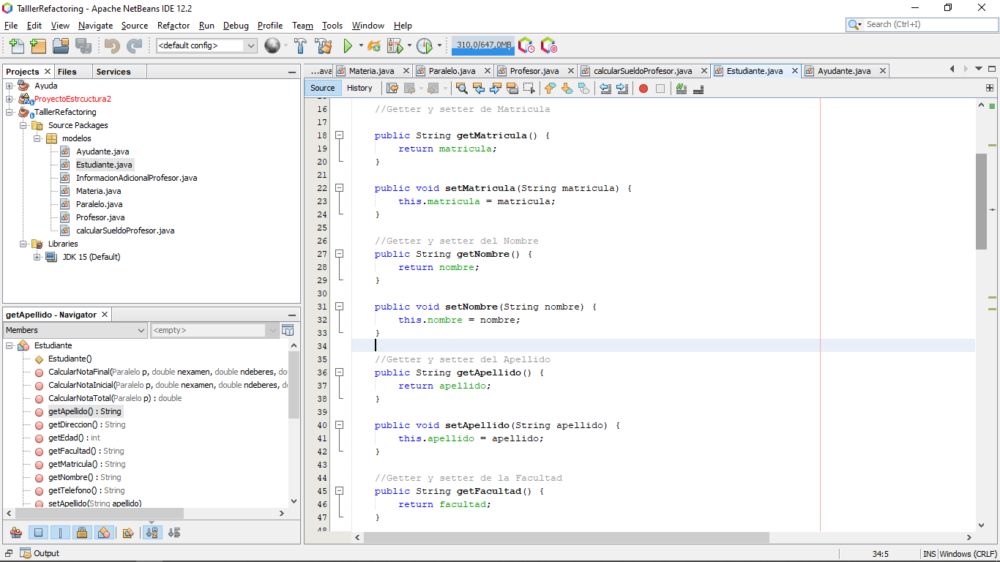 TalllerRefactoring - Apache NetBeans IDE 12.2
File Edit View Navigate Source Refactor Run Debug Profile Team Tools Window Help
Search (Ctrl+I)
<default config>
310,0/647,0MB
Projects Files Services
Ayuda
ProyectoEstrcuctura2
TalllerRefactoring
Source Packages
modelos
Ayudante.java
Estudiante.java
InformacionAdicionalProfesor.java
Materia.java
Paralelo.java
Profesor.java
calcularSueldoProfesor.java
Libraries
JDK 15 (Default)
getApellido - Navigator
Members
<empty>
Estudiante
Estudiante()
CalcularNotaFinal(Paralelo p, double nexamen, double ndeberes, do
CalcularNotaInicial(Paralelo p, double nexamen, double ndeberes, d
CalcularNotaTotal(Paralelo p) : double
getApellido() : String
getDireccion() : String
getEdad() : int
getFacultad() : String
getMatricula() : String
getNombre() : String
getTelefono() : String
setApellido(String apellido)
...ava Materia.java Paralelo.java Profesor.java calcularSueldoProfesor.java Estudiante.java Ayudante.java
Source History
16 //Getter y setter de Matricula
17
18 public String getMatricula() {
19 return matricula;
20 }
21
22 public void setMatricula(String matricula) {
23 this.matricula = matricula;
24 }
25
26 //Getter y setter del Nombre
27 public String getNombre() {
28 return nombre;
29 }
30
31 public void setNombre(String nombre) {
32 this.nombre = nombre;
33 }
34
35 //Getter y setter del Apellido
36 public String getApellido() {
37 return apellido;
38 }
39
40 public void setApellido(String apellido) {
41 this.apellido = apellido;
42 }
43
44 //Getter y setter de la Facultad
45 public String getFacultad() {
46 return facultad;
47 }
48
Output
34:5 INS Windows (CRLF)